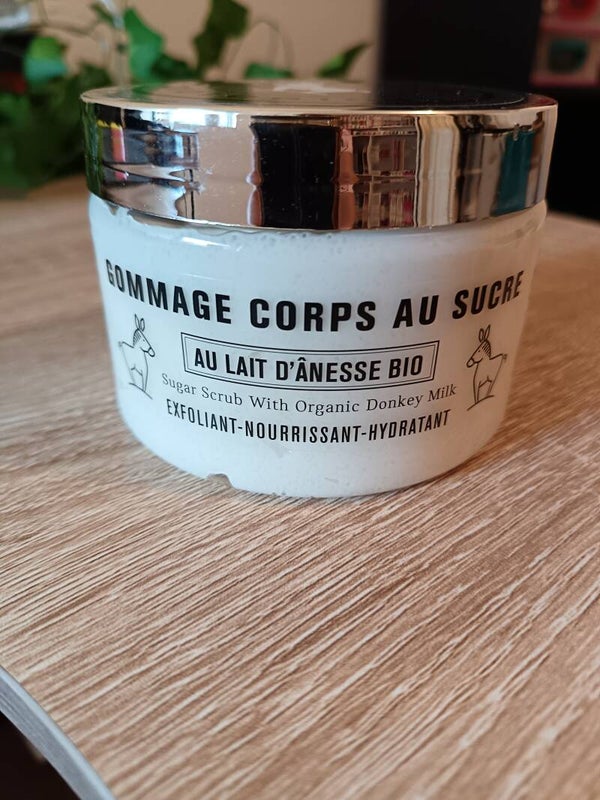 GOMMAGE CORPS AU SUCRE
AU LAIT D'ÂNESSE BIO
Sugar Scrub With Organic Donkey Milk
EXFOLIANT-NOURRISSANT-HYDRATANT